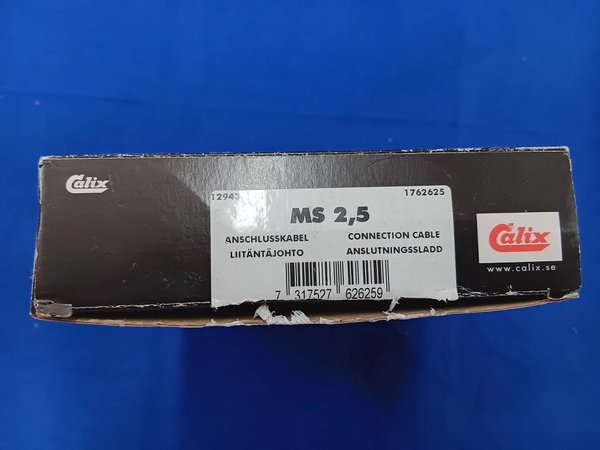 Calix
12943
1762625
MS 2,5
ANSCHLUSSKABEL
CONNECTION CABLE
LIITÄNTÄJOHTO
ANSLUTNINGSSLADD
7 317527 626259
Calix
www.calix.se